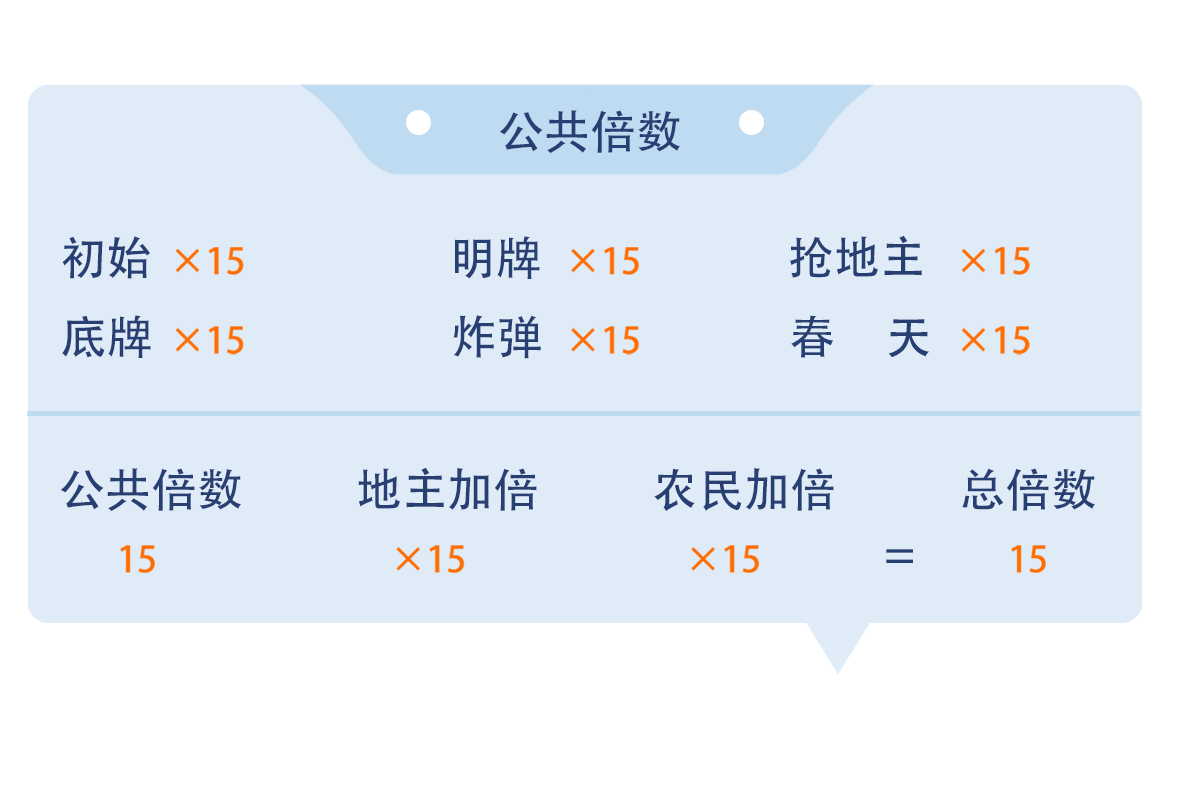 公共倍数
初始 ×15 明牌 ×15 抢地主 ×15
底牌 ×15 炸弹 ×15 春 天 ×15
公共倍数 地主加倍 农民加倍 总倍数
15 ×15 ×15 = 15